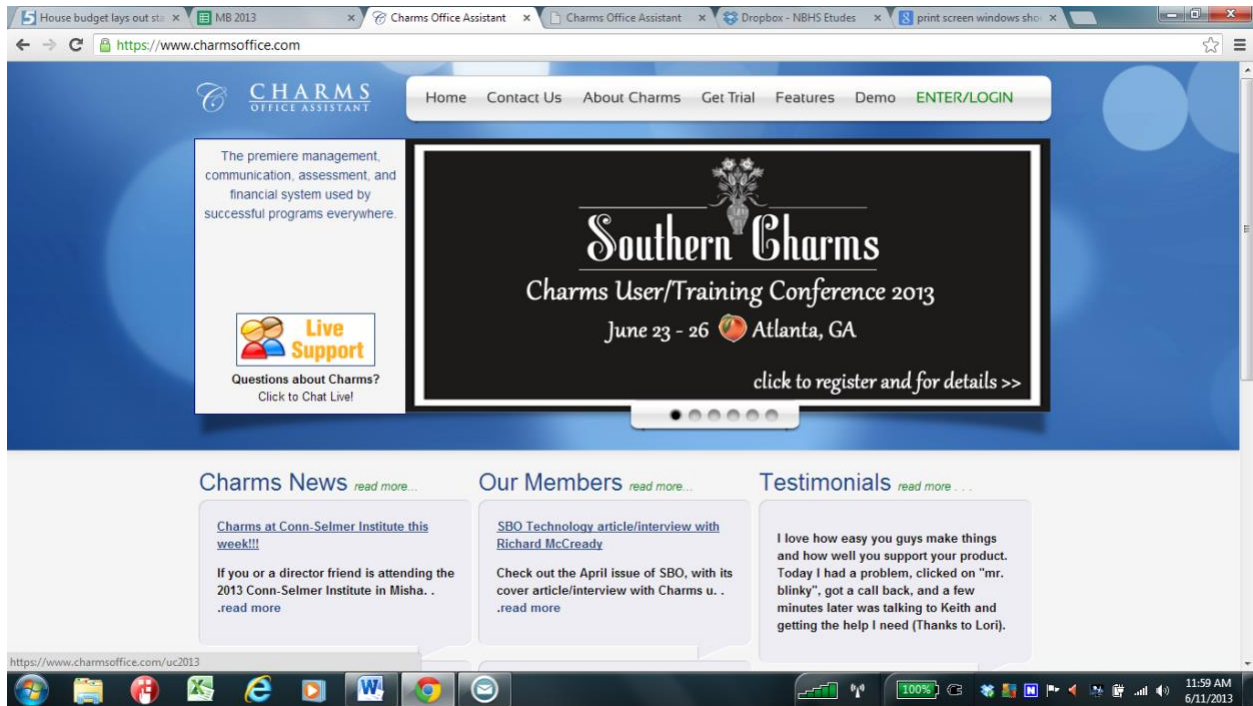 House budget lays out sta
MB 2013
Charms Office Assistant
Charms Office Assistant
Dropbox - NBHS Etudes
print screen windows sho
https://www.charmsoffice.com
CHARMS
OFFICE ASSISTANT
Home Contact Us About Charms Get Trial Features Demo ENTER/LOGIN
The premiere management,
communication, assessment, and
financial system used by
successful programs everywhere.
Live
Support
Questions about Charms?
Click to Chat Live!
Southern Charms
Charms User/Training Conference 2013
June 23 - 26 Atlanta, GA
click to register and for details >>
Charms News read more...
Charms at Conn-Selmer Institute this
week!!!
If you or a director friend is attending the
2013 Conn-Selmer Institute in Misha. .
.read more
Our Members read more...
SBO Technology article/interview with
Richard McCready
Check out the April issue of SBO, with its
cover article/interview with Charms u. .
.read more
Testimonials read more . . .
I love how easy you guys make things
and how well you support your product.
Today I had a problem, clicked on "mr.
blinky", got a call back, and a few
minutes later was talking to Keith and
getting the help I need (Thanks to Lori).
https://www.charmsoffice.com/uc2013
100%
11:59 AM
6/11/2013